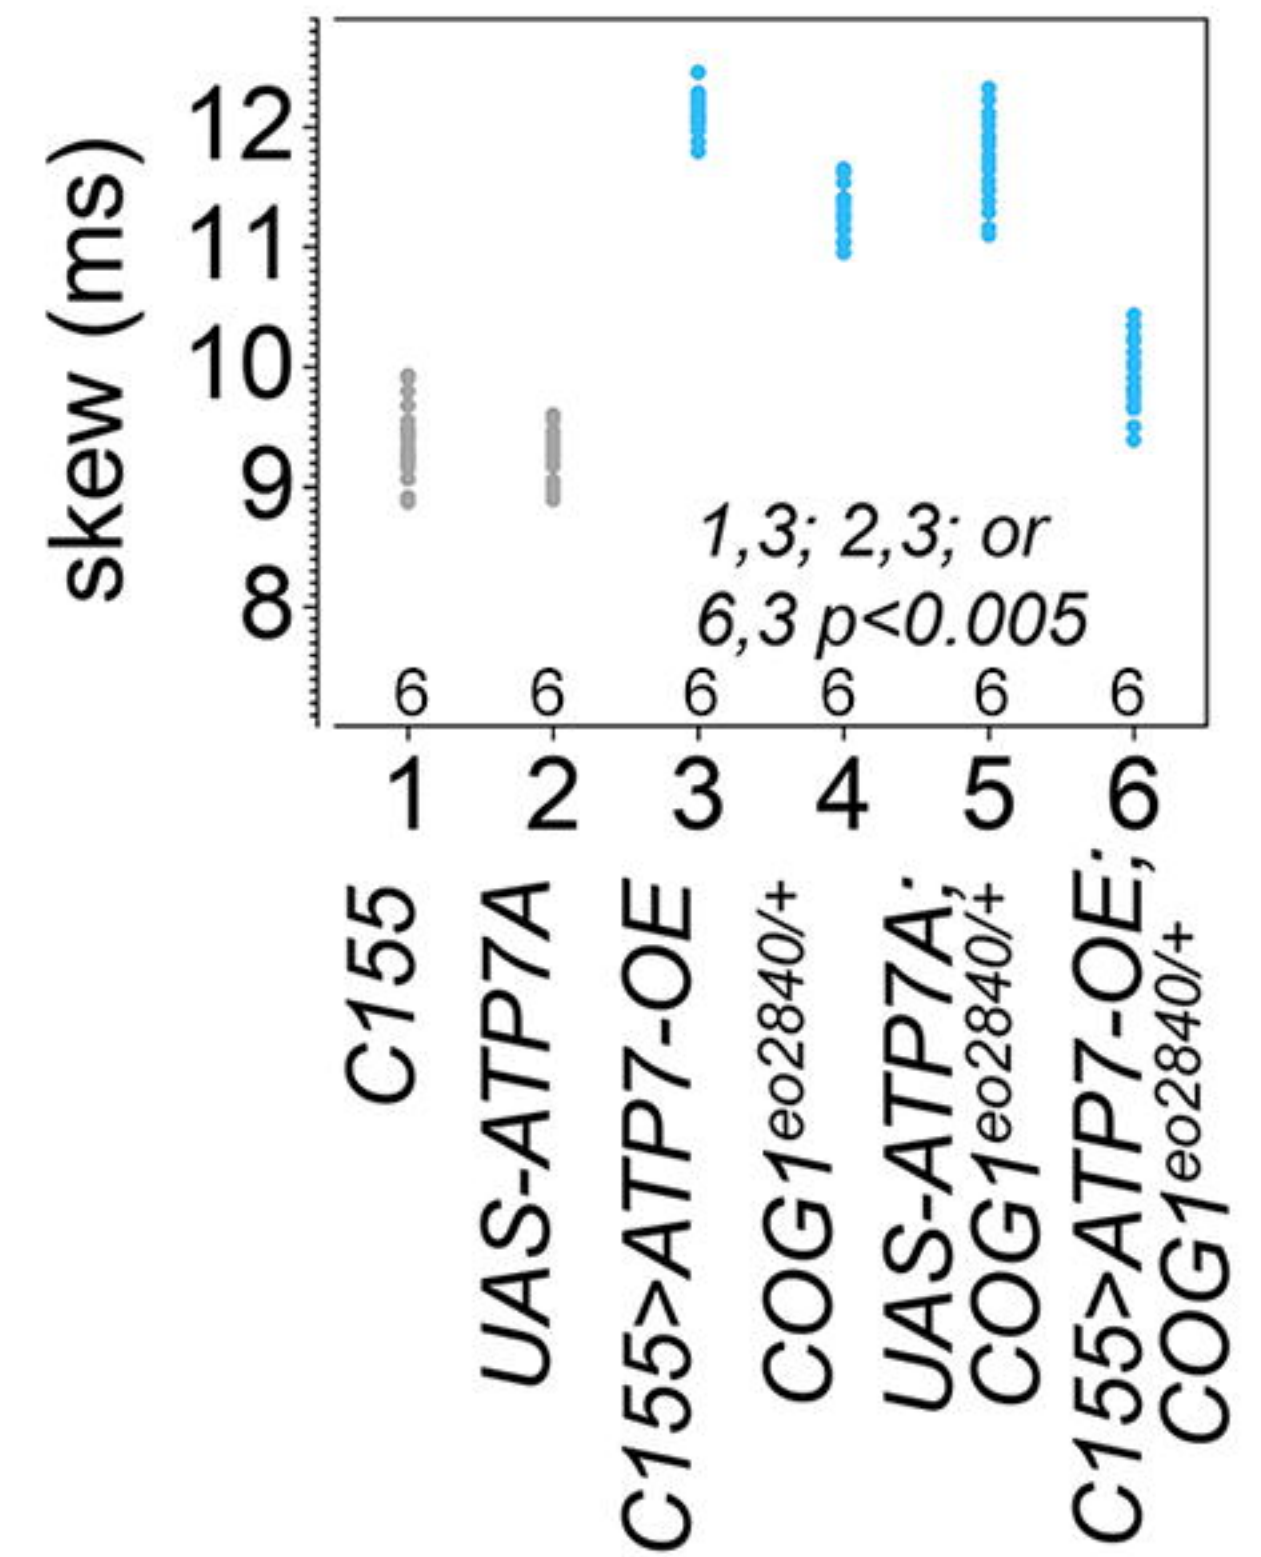 skew (ms)
12
11
10
9
8
1,3; 2,3; or
6,3 p<0.005
6 6 6 6 6 6
1 2 3 4 5 6
C155
UAS-ATP7A
C155>ATP7-OE
COG1eo2840/+
UAS-ATP7A;
COG1eo2840/+
C155>ATP7-OE;
COG1eo2840/+